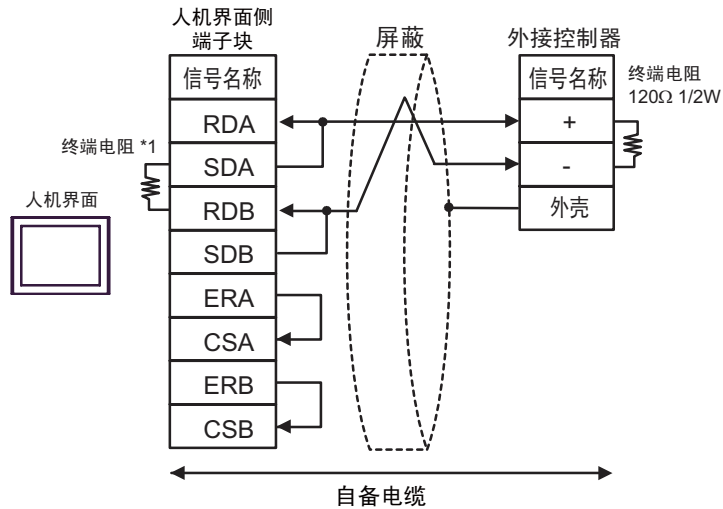 人机界面侧
端子块
屏蔽
外接控制器
信号名称
信号名称
终端电阻
120Ω 1/2W
RDA
+
终端电阻 *1
SDA
-
人机界面
RDB
外壳
SDB
ERA
CSA
ERB
CSB
自备电缆